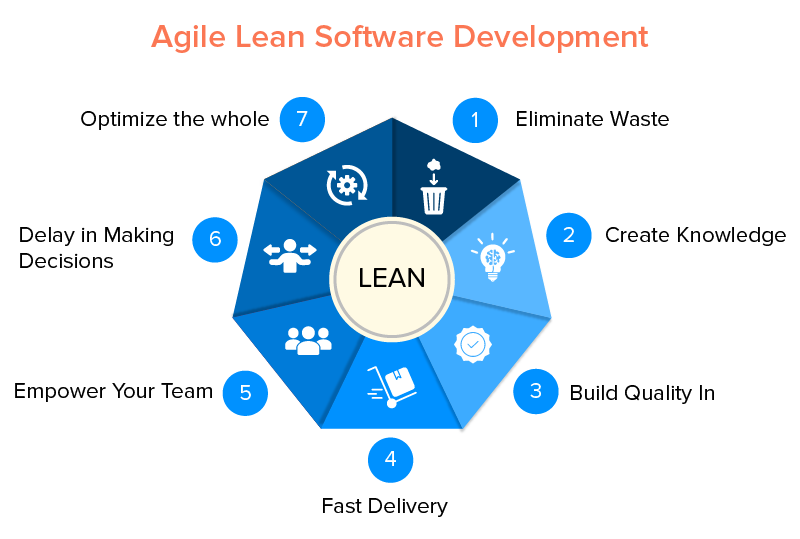 Agile Lean Software Development
1
Eliminate Waste
2
Create Knowledge
3
Build Quality In
4
Fast Delivery
5
Empower Your Team
6
Delay in Making
Decisions
7
Optimize the whole
LEAN